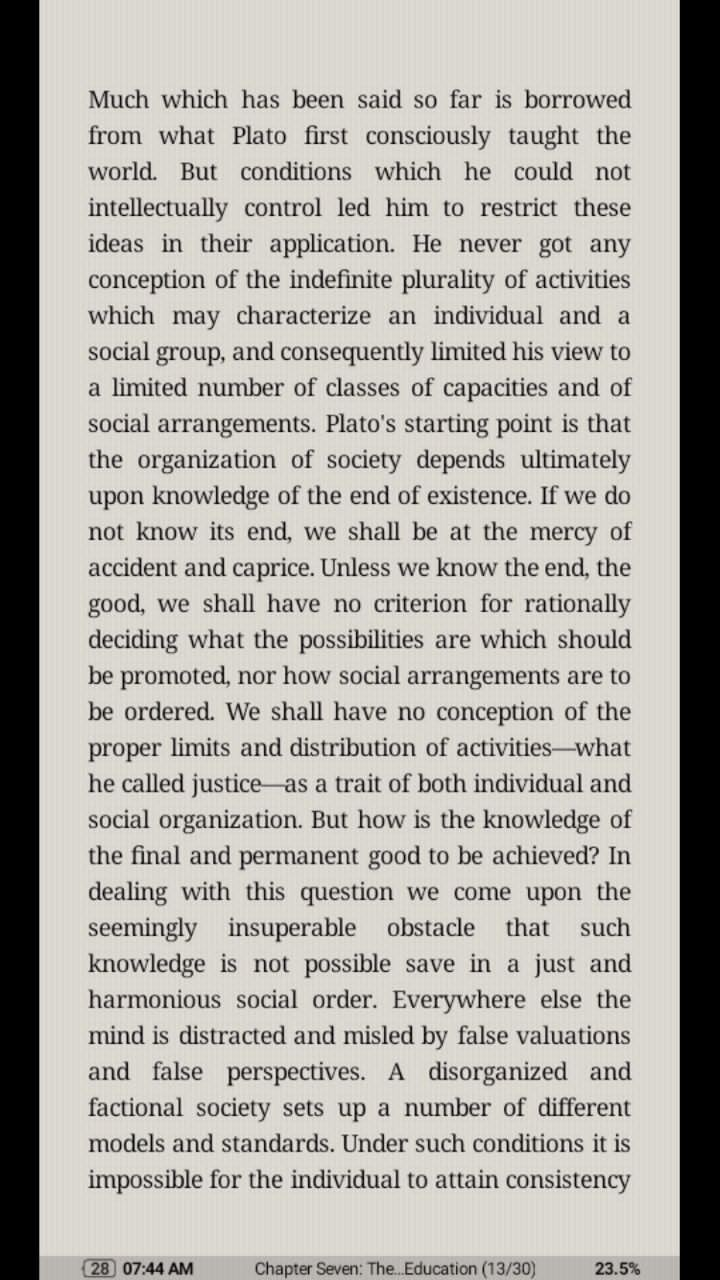 Much which has been said so far is borrowed
from what Plato first consciously taught the
world. But conditions which he could not
intellectually control led him to restrict these
ideas in their application. He never got any
conception of the indefinite plurality of activities
which may characterize an individual and a
social group, and consequently limited his view to
a limited number of classes of capacities and of
social arrangements. Plato's starting point is that
the organization of society depends ultimately
upon knowledge of the end of existence. If we do
not know its end, we shall be at the mercy of
accident and caprice. Unless we know the end, the
good, we shall have no criterion for rationally
deciding what the possibilities are which should
be promoted, nor how social arrangements are to
be ordered. We shall have no conception of the
proper limits and distribution of activities—what
he called justice—as a trait of both individual and
social organization. But how is the knowledge of
the final and permanent good to be achieved? In
dealing with this question we come upon the
seemingly insuperable obstacle that such
knowledge is not possible save in a just and
harmonious social order. Everywhere else the
mind is distracted and misled by false valuations
and false perspectives. A disorganized and
factional society sets up a number of different
models and standards. Under such conditions it is
impossible for the individual to attain consistency
28 07:44 AM Chapter Seven: The...Education (13/30) 23.5%